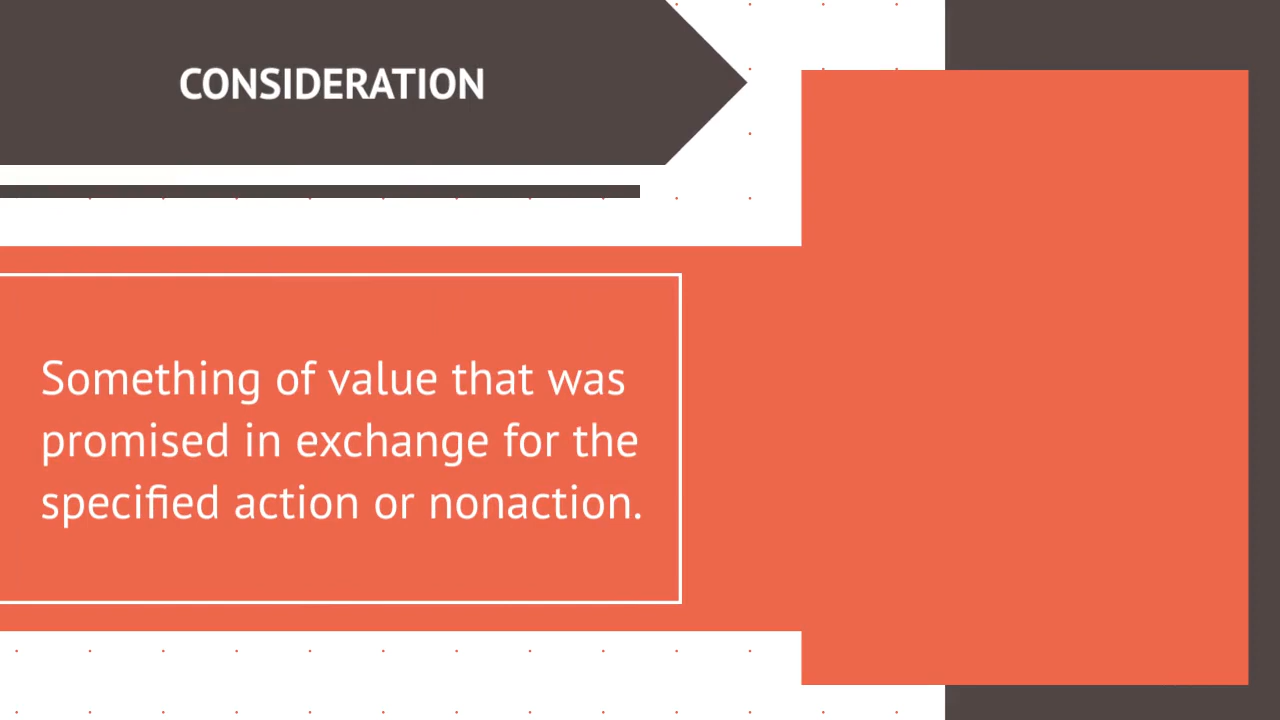 CONSIDERATION
Something of value that was
promised in exchange for the
specified action or nonaction.